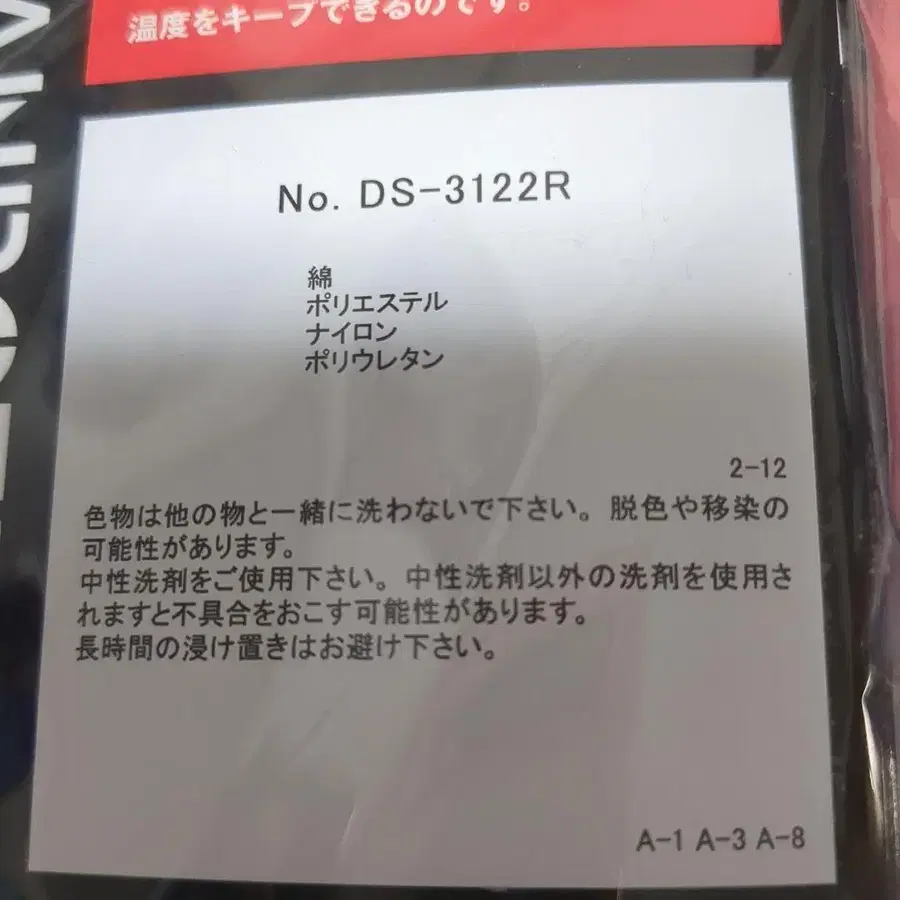 温度をキープできるのです。
No. DS-3122R
綿
ポリエステル
ナイロン
ポリウレタン
2-12
色物は他の物と一緒に洗わないで下さい。脱色や移染の
可能性があります。
中性洗剤をご使用下さい。中性洗剤以外の洗剤を使用さ
れますと不具合をおこす可能性があります。
長時間の浸け置きはお避け下さい。
A-1 A-3 A-8